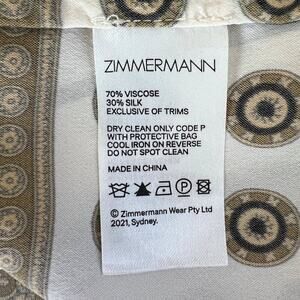 ZIMMERMANN
70% VISCOSE
30% SILK
EXCLUSIVE OF TRIMS
DRY CLEAN ONLY CODE P
WITH PROTECTIVE BAG
COOL IRON ON REVERSE
DO NOT SPOT CLEAN
MADE IN CHINA
P
© Zimmermann Wear Pty Ltd
2021, Sydney.